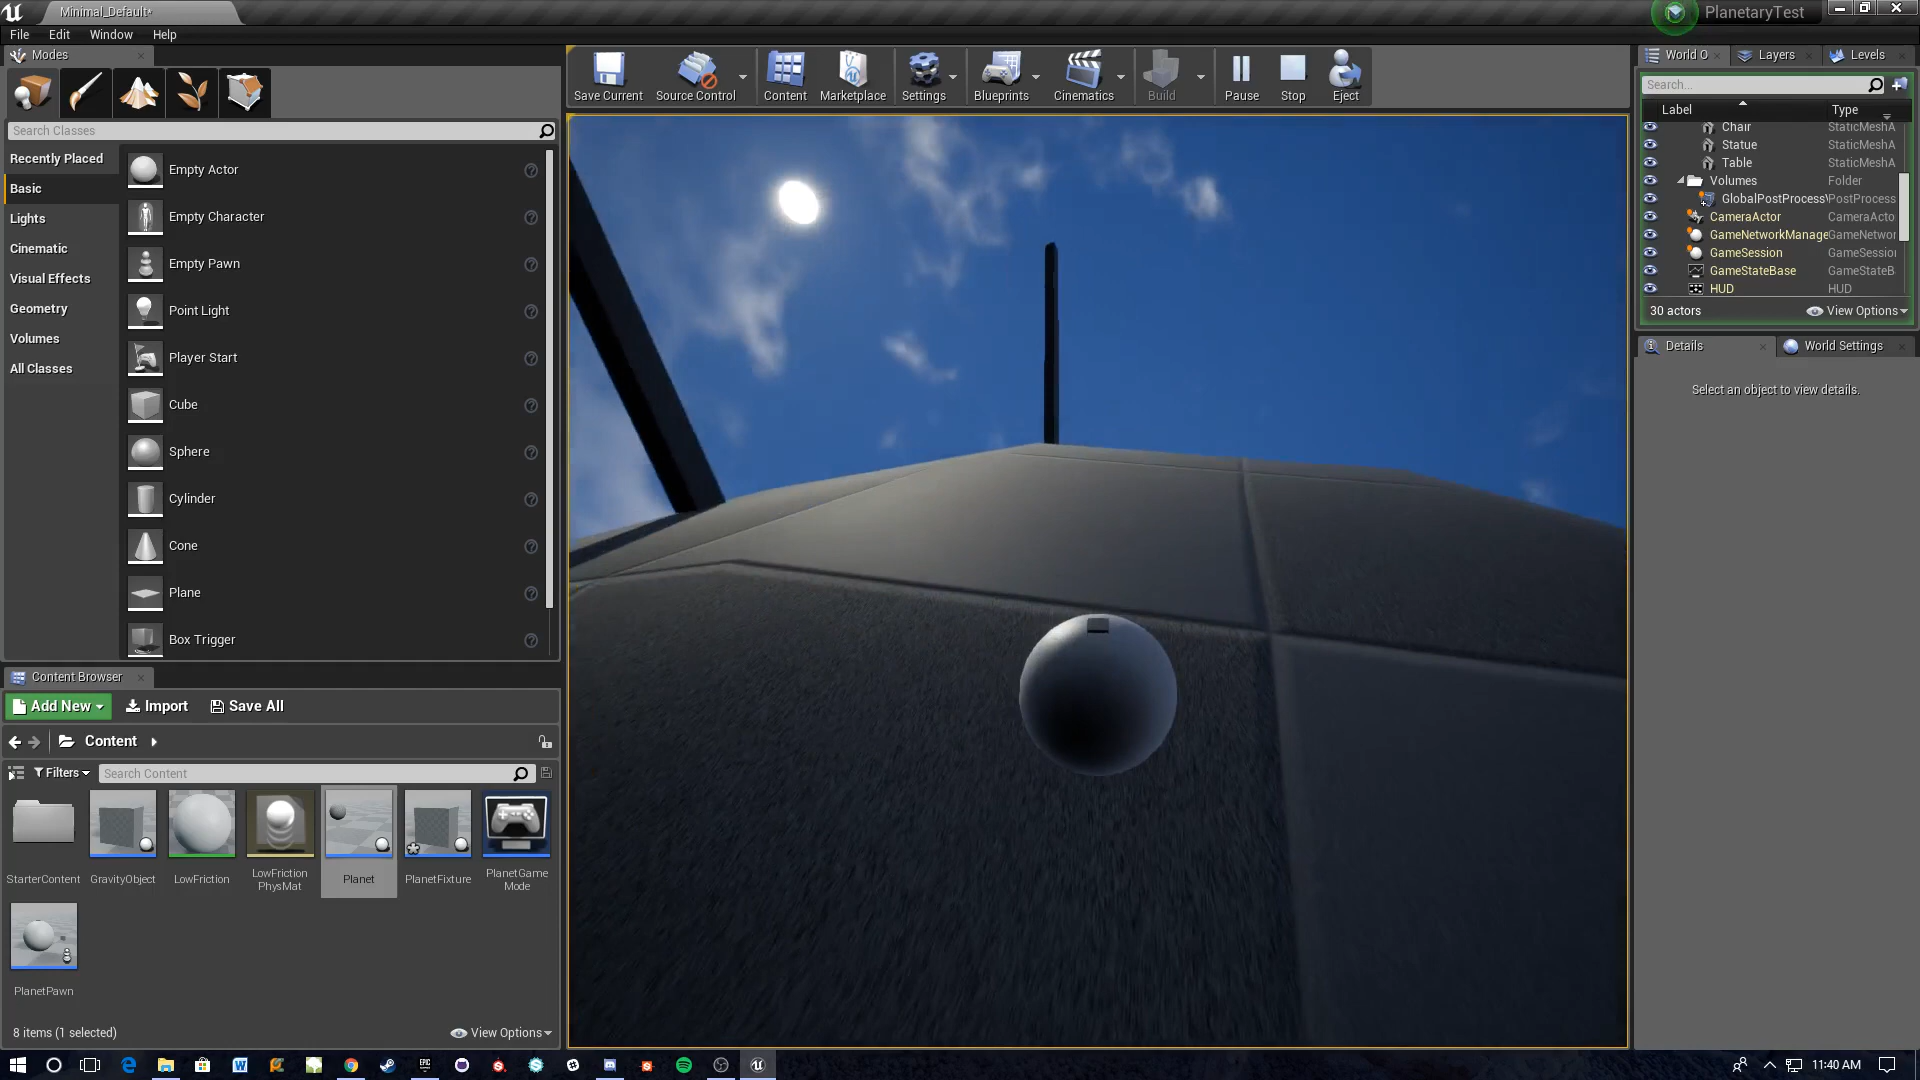 Minimal_Default*
PlanetaryTest
File Edit Window Help
Modes
Search Classes
Recently Placed
Basic
Lights
Cinematic
Visual Effects
Geometry
Volumes
All Classes
Empty Actor
Empty Character
Empty Pawn
Point Light
Player Start
Cube
Sphere
Cylinder
Cone
Plane
Box Trigger
Save Current
Source Control
Content
Marketplace
Settings
Blueprints
Cinematics
Build
Pause
Stop
Eject
World O Layers Levels
Search...
Label Type
Chair StaticMeshA
Statue StaticMeshA
Table StaticMeshA
Volumes Folder
GlobalPostProcess PostProcess
CameraActor CameraActo
GameNetworkManage GameNetwor
GameSession GameSessio
GameStateBase GameStateB
HUD HUD
30 actors View Options
Details World Settings
Select an object to view details.
Content Browser
Add New Import Save All
Content
Filters Search Content
StarterContent
GravityObject
LowFriction
LowFriction
PhysMat
Planet
PlanetFixture
PlanetGame
Mode
PlanetPawn
8 items (1 selected) View Options
11:40 AM